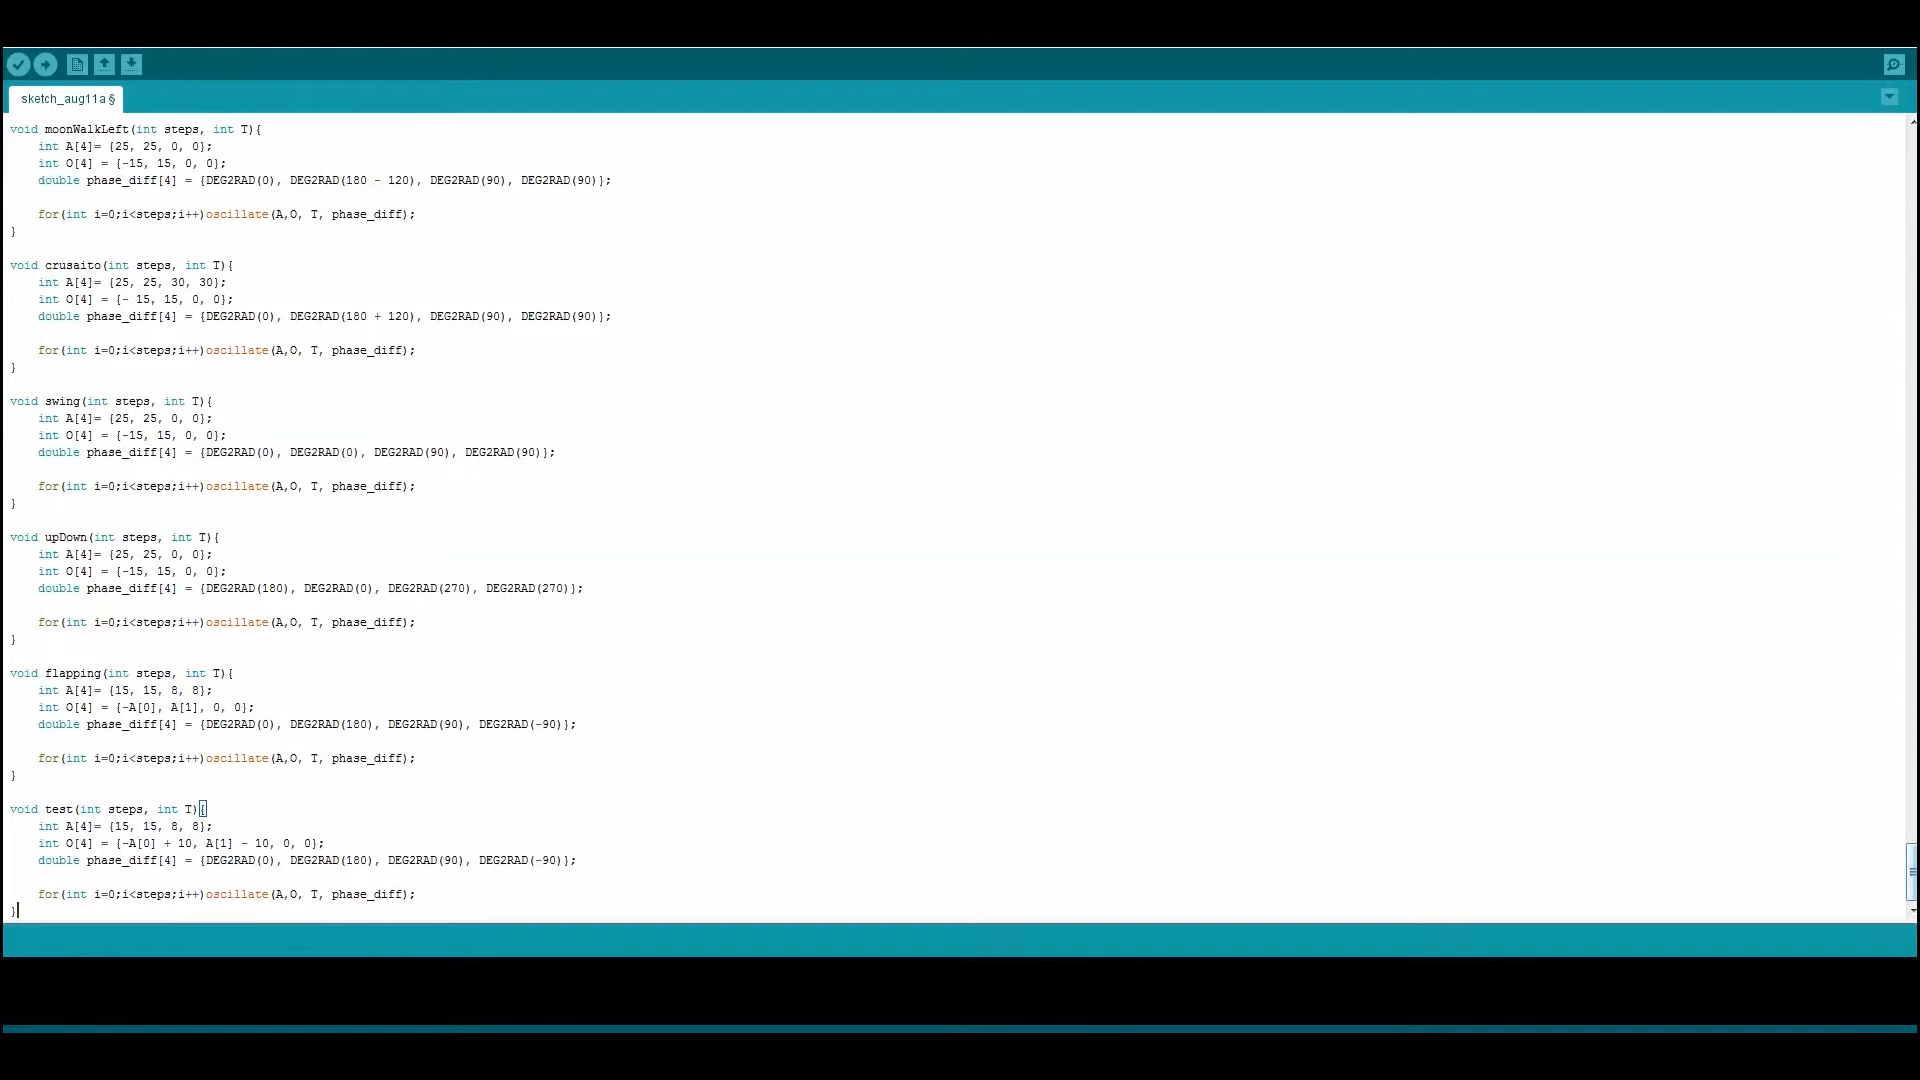 sketch_aug11a §
void moonWalkLeft(int steps, int T){
    int A[4]= {25, 25, 0, 0};
    int O[4] = {-15, 15, 0, 0};
    double phase_diff[4] = {DEG2RAD(0), DEG2RAD(180 - 120), DEG2RAD(90), DEG2RAD(90)};
    for(int i=0;i<steps;i++)oscillate(A,O, T, phase_diff);
}
void crusaito(int steps, int T){
    int A[4]= {25, 25, 30, 30};
    int O[4] = {- 15, 15, 0, 0};
    double phase_diff[4] = {DEG2RAD(0), DEG2RAD(180 + 120), DEG2RAD(90), DEG2RAD(90)};
    for(int i=0;i<steps;i++)oscillate(A,O, T, phase_diff);
}
void swing(int steps, int T){
    int A[4]= {25, 25, 0, 0};
    int O[4] = {-15, 15, 0, 0};
    double phase_diff[4] = {DEG2RAD(0), DEG2RAD(0), DEG2RAD(90), DEG2RAD(90)};
    for(int i=0;i<steps;i++)oscillate(A,O, T, phase_diff);
}
void upDown(int steps, int T){
    int A[4]= {25, 25, 0, 0};
    int O[4] = {-15, 15, 0, 0};
    double phase_diff[4] = {DEG2RAD(180), DEG2RAD(0), DEG2RAD(270), DEG2RAD(270)};
    for(int i=0;i<steps;i++)oscillate(A,O, T, phase_diff);
}
void flapping(int steps, int T){
    int A[4]= {15, 15, 8, 8};
    int O[4] = {-A[0], A[1], 0, 0};
    double phase_diff[4] = {DEG2RAD(0), DEG2RAD(180), DEG2RAD(90), DEG2RAD(-90)};
    for(int i=0;i<steps;i++)oscillate(A,O, T, phase_diff);
}
void test(int steps, int T){
    int A[4]= {15, 15, 8, 8};
    int O[4] = {-A[0] + 10, A[1] - 10, 0, 0};
    double phase_diff[4] = {DEG2RAD(0), DEG2RAD(180), DEG2RAD(90), DEG2RAD(-90)};
    for(int i=0;i<steps;i++)oscillate(A,O, T, phase_diff);
}